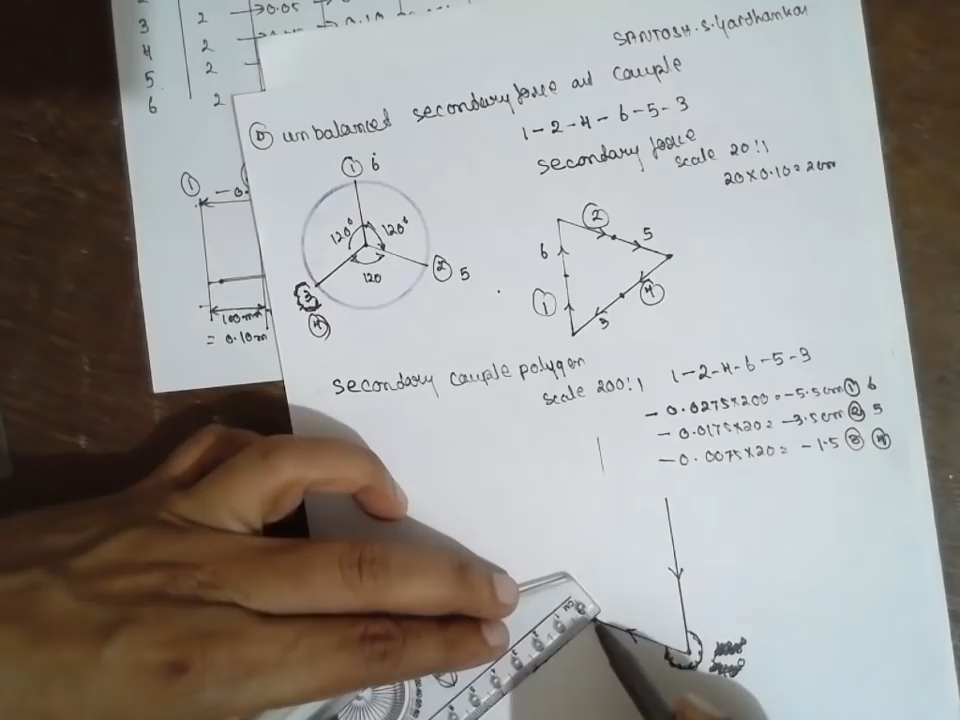 3 2 0.05
4 2
5. 2
6 2
SANTOSH.S.Yardhankar
① unbalanced secondary force and couple
1-2-4-6-5-3
secondary force
scale 20:1
20×0.10=2cm
① 6
120° 120°
120
② 5
④
6 ② 5
① 3 ④
①
100mm
= 0.10m
secondary couple polygon
scale 200:1
1-2-4-6-5-3
-0.0275×200=-5.5cm ① 6
-0.0175×20= -3.5cm ② 5
-0.0075×20= -1.5 ③ ④